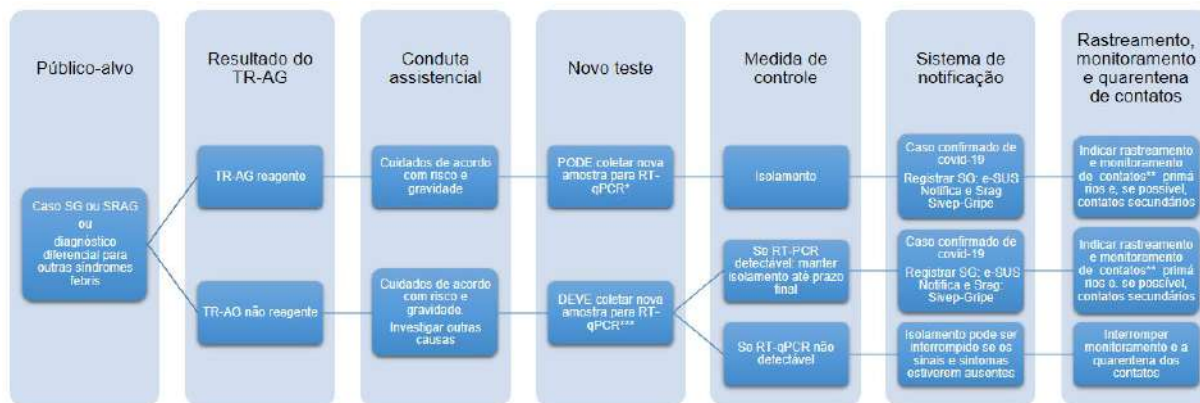 Público-alvo
Resultado do
TR-AG
Conduta
assistencial
Novo teste
Medida de
controle
Sistema de
notificação
Rastreamento,
monitoramento
e quarentena
de contatos
Caso SG ou SRAG
ou
diagnóstico
diferencial para
outras síndromes
febris
TR-AG reagente
Cuidados de acordo
com risco e
gravidade
PODE coletar nova
amostra para RT-
qPCR*
Isolamento
Caso confirmado de
covid-19
Registrar SG: e-SUS
Notifica e Srag
Sivep-Gripe
Indicar rastreamento
e monitoramento
de contatos** primá
rios e, se possível,
contatos secundários
TR-AG não reagente
Cuidados de acordo
com risco e
gravidade.
Investigar outras
causas
DEVE coletar nova
amostra para RT-
qPCR***
Se RT-PCR
detectável: manter
isolamento até prazo
final
Caso confirmado de
covid-19
Registrar SG: e-SUS
Notifica e Srag:
Sivep-Gripe
Indicar rastreamento
e monitoramento
de contatos** primá
rios e, se possível,
contatos secundários
Se RT-qPCR não
detectável
Isolamento pode ser
interrompido se os
sinais e sintomas
estiverem ausentes
Interromper
monitoramento e a
quarentena dos
contatos